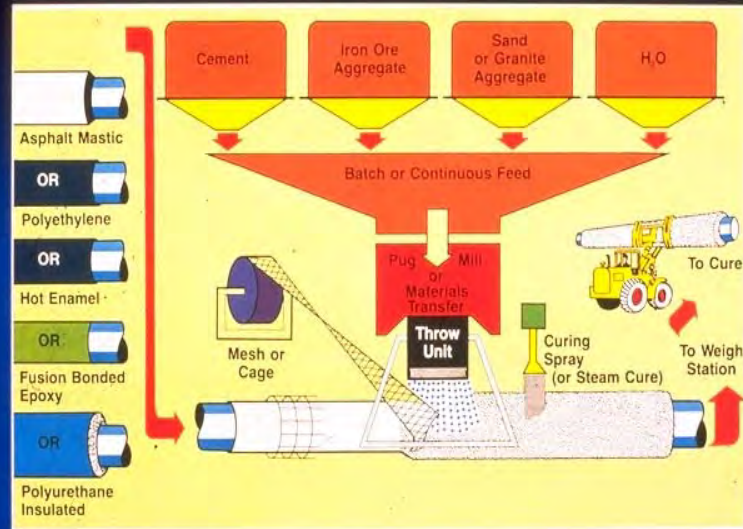 Cement
Iron Ore
Aggregate
Sand
or Granite
Aggregate
H₂O
Asphalt Mastic
OR
Polyethylene
OR
Hot Enamel
OR
Fusion Bonded
Epoxy
OR
Polyurethane
Insulated
Batch or Continuous Feed
Pug Mill
or
Materials
Transfer
Throw
Unit
Mesh or
Cage
Curing
Spray
(or Steam Cure)
To Cure
To Weigh
Station